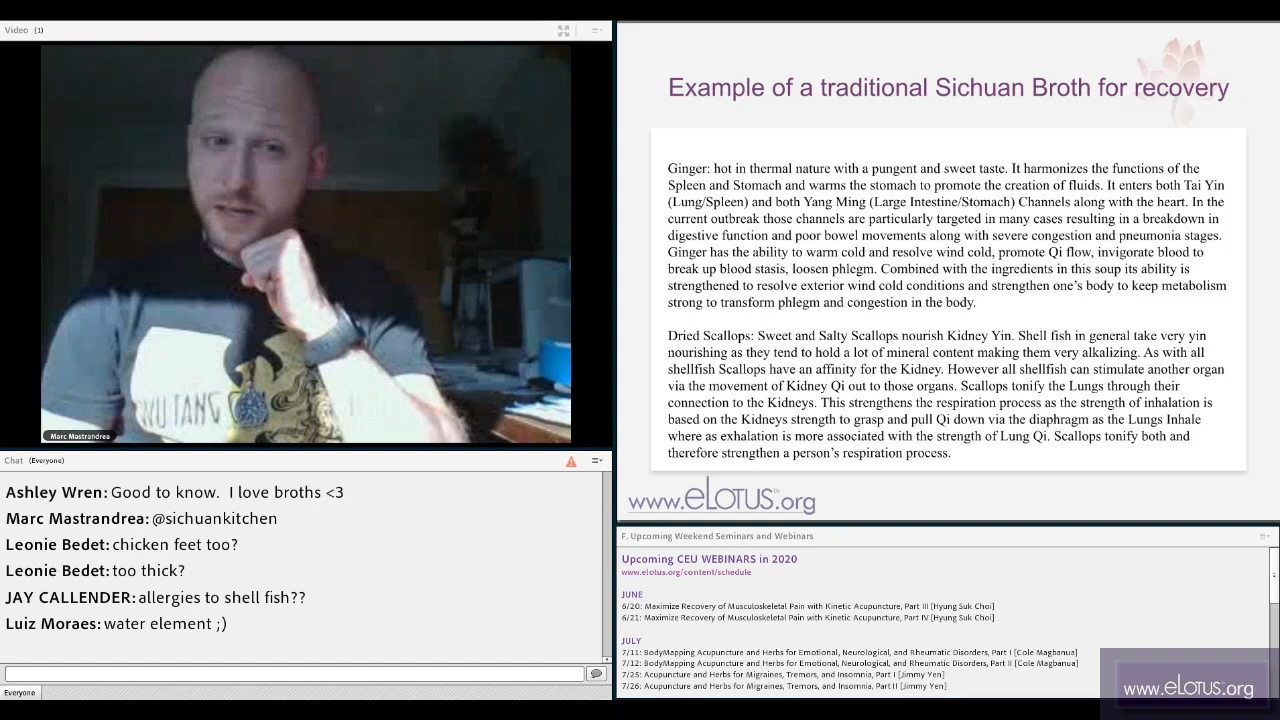 Video (1)
WU TANG
Marc Mastrandrea
Chat (Everyone)
Ashley Wren: Good to know. I love broths <3
Marc Mastrandrea: @sichuankitchen
Leonie Bedet: chicken feet too?
Leonie Bedet: too thick?
JAY CALLENDER: allergies to shell fish??
Luiz Moraes: water element ;)
Everyone
Example of a traditional Sichuan Broth for recovery
Ginger: hot in thermal nature with a pungent and sweet taste. It harmonizes the functions of the
Spleen and Stomach and warms the stomach to promote the creation of fluids. It enters both Tai Yin
(Lung/Spleen) and both Yang Ming (Large Intestine/Stomach) Channels along with the heart. In the
current outbreak those channels are particularly targeted in many cases resulting in a breakdown in
digestive function and poor bowel movements along with severe congestion and pneumonia stages.
Ginger has the ability to warm cold and resolve wind cold, promote Qi flow, invigorate blood to
break up blood stasis, loosen phlegm. Combined with the ingredients in this soup its ability is
strengthened to resolve exterior wind cold conditions and strengthen one's body to keep metabolism
strong to transform phlegm and congestion in the body.
Dried Scallops: Sweet and Salty Scallops nourish Kidney Yin. Shell fish in general take very yin
nourishing as they tend to hold a lot of mineral content making them very alkalizing. As with all
shellfish Scallops have an affinity for the Kidney. However all shellfish can stimulate another organ
via the movement of Kidney Qi out to those organs. Scallops tonify the Lungs through their
connection to the Kidneys. This strengthens the respiration process as the strength of inhalation is
based on the Kidneys strength to grasp and pull Qi down via the diaphragm as the Lungs Inhale
where as exhalation is more associated with the strength of Lung Qi. Scallops tonify both and
therefore strengthen a person's respiration process.
www.eLOTUS.org
F. Upcoming Weekend Seminars and Webinars
Upcoming CEU WEBINARS in 2020
www.elotus.org/content/schedule
JUNE
6/20: Maximize Recovery of Musculoskeletal Pain with Kinetic Acupuncture, Part III [Hyung Suk Choi]
6/21: Maximize Recovery of Musculoskeletal Pain with Kinetic Acupuncture, Part IV [Hyung Suk Choi]
JULY
7/11: BodyMapping Acupuncture and Herbs for Emotional, Neurological, and Rheumatic Disorders, Part I [Cole Magbanua]
7/12: BodyMapping Acupuncture and Herbs for Emotional, Neurological, and Rheumatic Disorders, Part II [Cole Magbanua]
7/25: Acupuncture and Herbs for Migraines, Tremors, and Insomnia, Part I [Jimmy Yen]
7/26: Acupuncture and Herbs for Migraines, Tremors, and Insomnia, Part II [Jimmy Yen]
www.eLOTUS.org